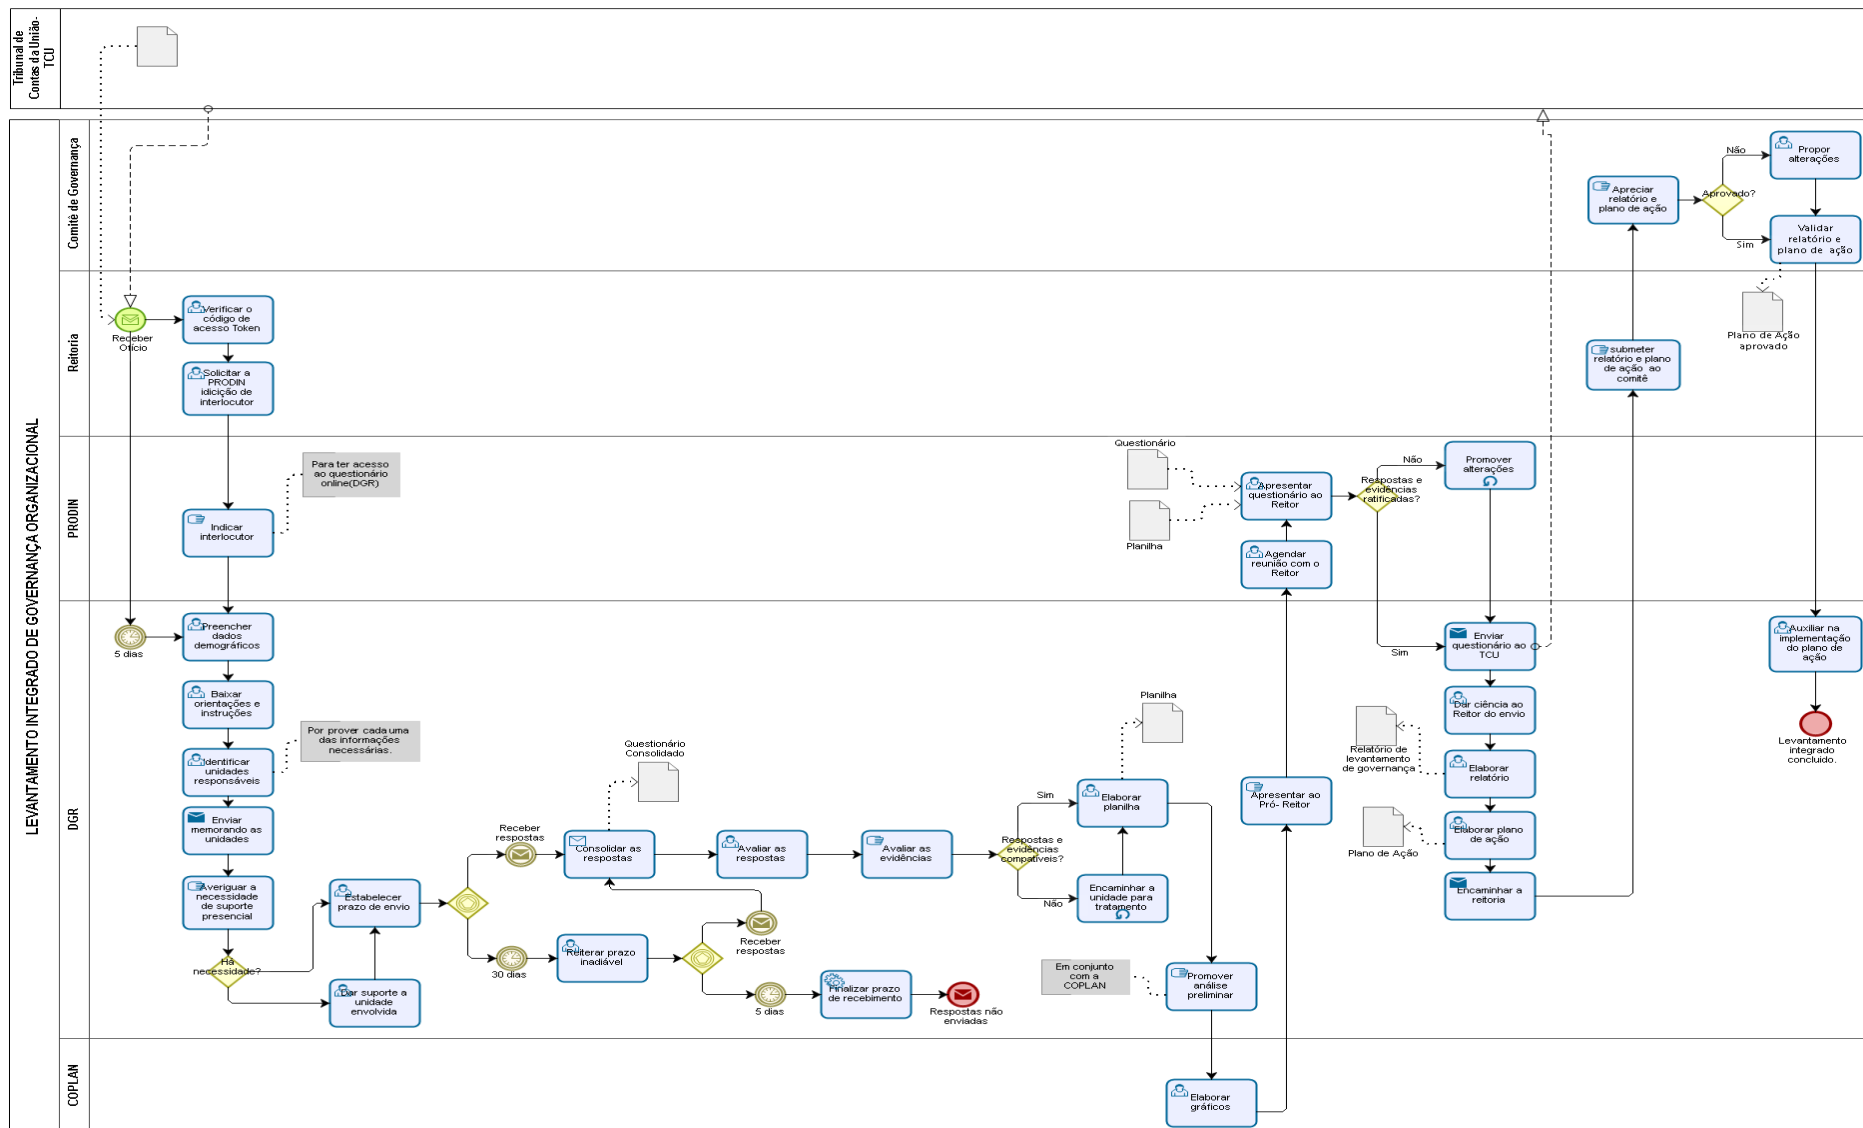 Tribunal de
Contas da União-
TCU
LEVANTAMENTO INTEGRADO DE GOVERNANÇA ORGANIZACIONAL
Comitê de Governança
Propor
alterações
Não
Apreciar
relatório e
plano de ação
Aprovado?
Sim
Validar
relatório e
plano de ação
Plano de Ação
aprovado
Reitoria
Receber
Ofício
Verificar o
código de
acesso Token
Solicitar a
PRODIN
idicição de
interlocutor
submeter
relatório e plano
de ação ao
comitê
PRODIN
Para ter acesso
ao questionário
online(DGR)
Indicar
interlocutor
Questionário
Planilha
Apresentar
questionário ao
Reitor
Agendar
reunião com o
Reitor
Respostas e
evidências
ratificadas?
Não
Promover
alterações
Sim
DGR
5 dias
Preencher
dados
demográficos
Baixar
orientações e
instruções
Identificar
unidades
responsáveis
Por prover cada uma
das informações
necessárias.
Enviar
memorando as
unidades
Averiguar a
necessidade
de suporte
presencial
Há
necessidade?
Estabelecer
prazo de envio
Dar suporte a
unidade
envolvida
Receber
respostas
30 dias
Questionário
Consolidado
Consolidar as
respostas
Reiterar prazo
inadiável
Receber
respostas
5 dias
Finalizar prazo
de recebimento
Respostas não
enviadas
Avaliar as
respostas
Avaliar as
evidências
Respostas e
evidências
compatíveis?
Sim
Não
Planilha
Elaborar
planilha
Encaminhar a
unidade para
tratamento
Em conjunto
com a
COPLAN
Promover
análise
preliminar
Apresentar ao
Pró- Reitor
Enviar
questionário ao
TCU
Dar ciência ao
Reitor do envio
Relatório de
levantamento
de governança
Elaborar
relatório
Plano de Ação
Elaborar plano
de ação
Encaminhar a
reitoria
Auxiliar na
implementação
do plano de
ação
Levantamento
integrado
concluido.
COPLAN
Elaborar
gráficos